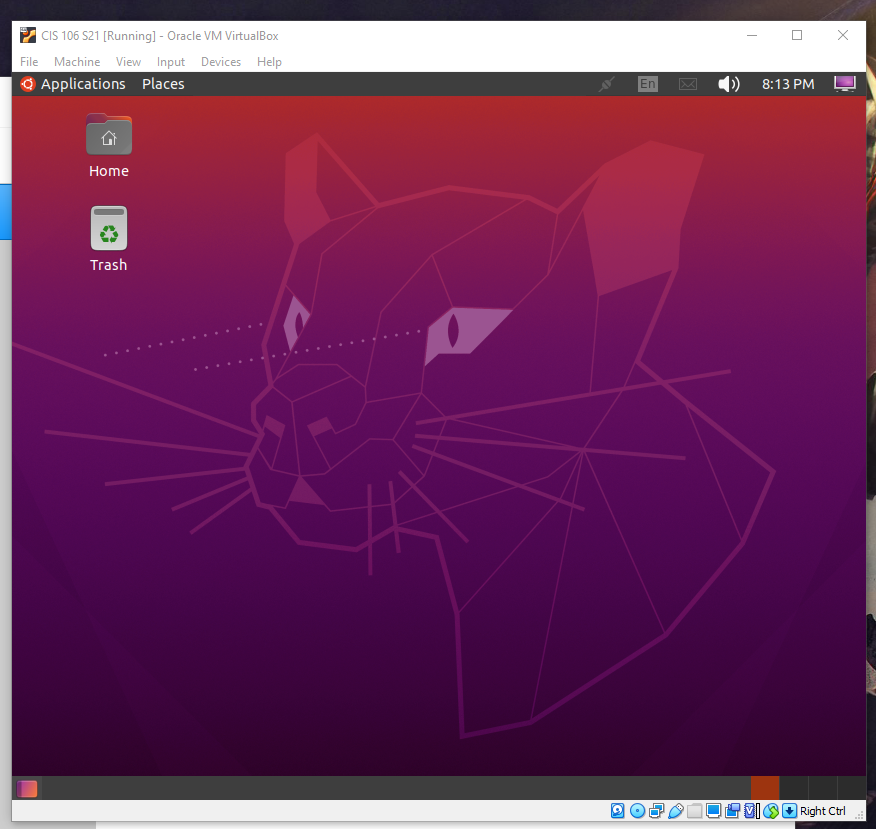 CIS 106 S21 [Running] - Oracle VM VirtualBox
File Machine View Input Devices Help
Applications Places En 8:13 PM
Home
Trash
Right Ctrl